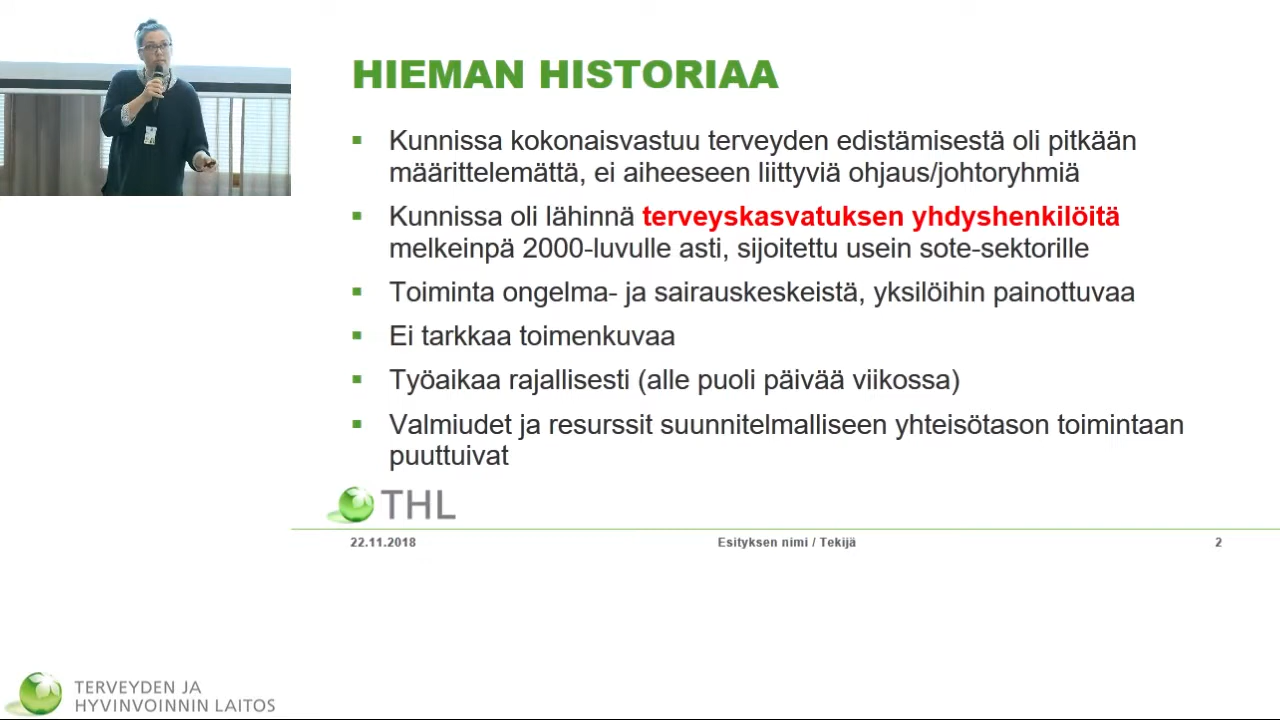 HIEMAN HISTORIAA
Kunnissa kokonaisvastuu terveyden edistämisestä oli pitkään
määrittelemättä, ei aiheeseen liittyviä ohjaus/johtoryhmiä
Kunnissa oli lähinnä terveyskasvatuksen yhdyshenkilöitä
melkeinpä 2000-luvulle asti, sijoitettu usein sote-sektorille
Toiminta ongelma- ja sairauskeskeistä, yksilöihin painottuvaa
Ei tarkkaa toimenkuvaa
Työaikaa rajallisesti (alle puoli päivää viikossa)
Valmiudet ja resurssit suunnitelmalliseen yhteisötason toimintaan
puuttuivat
THL
22.11.2018 Esityksen nimi / Tekijä 2
TERVEYDEN JA
HYVINVOINNIN LAITOS